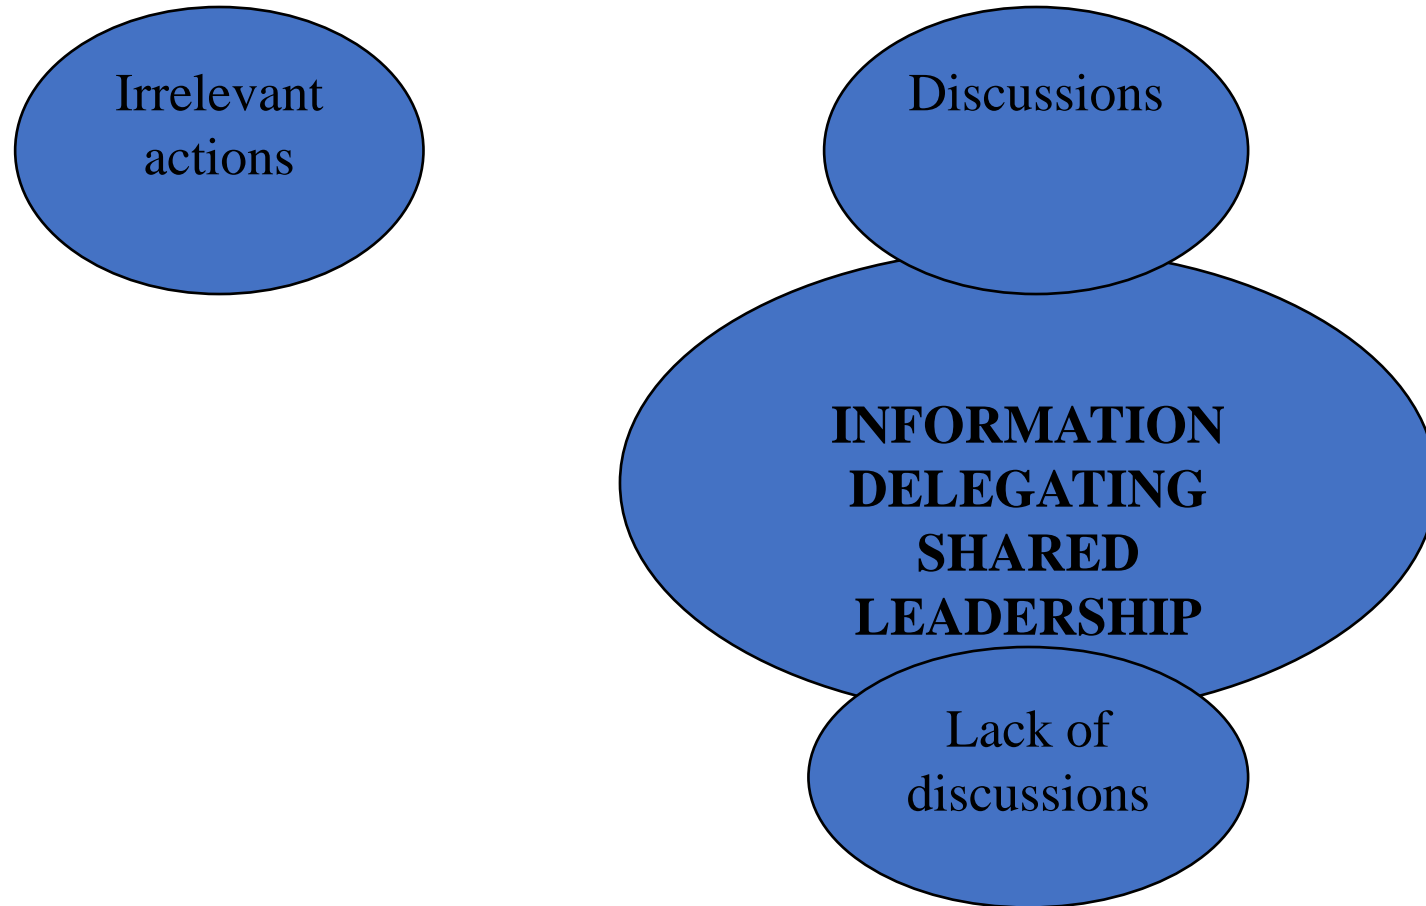 Irrelevant
actions
Discussions
INFORMATION
DELEGATING
SHARED
LEADERSHIP
Lack of
discussions